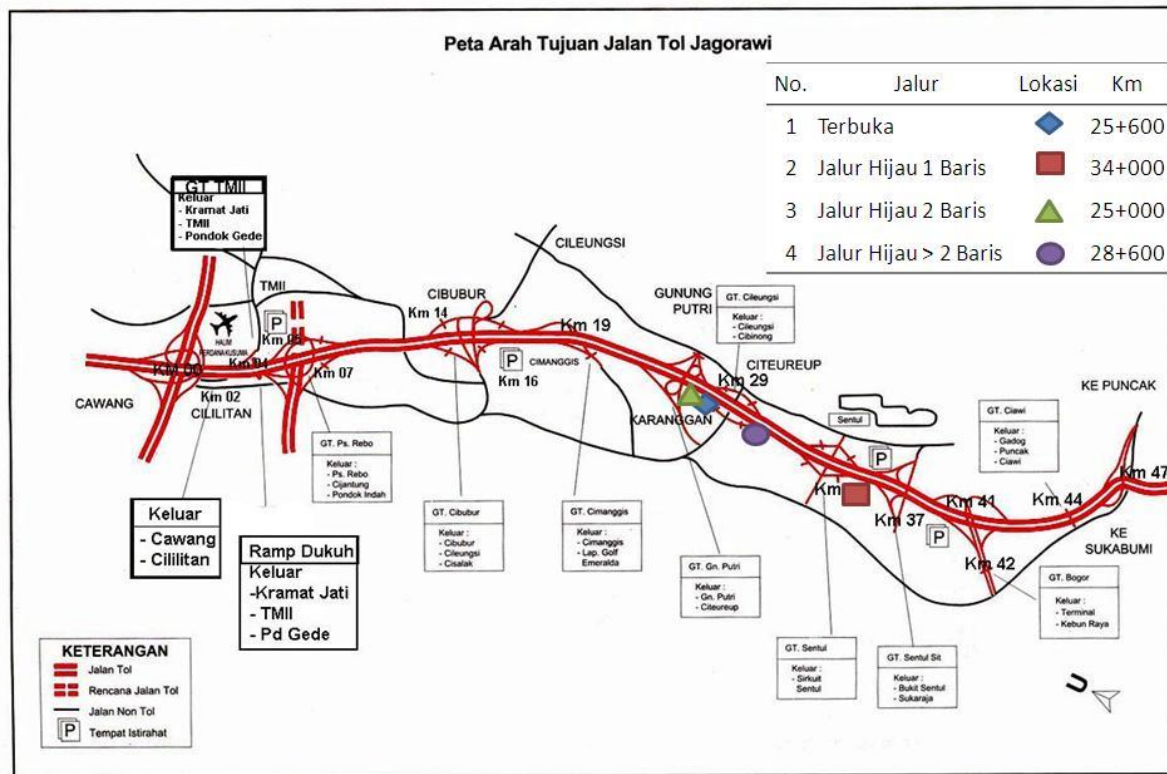 Peta Arah Tujuan Jalan Tol Jagorawi
No. Jalur Lokasi Km
1 Terbuka 25+600
2 Jalur Hijau 1 Baris 34+000
3 Jalur Hijau 2 Baris 25+000
4 Jalur Hijau > 2 Baris 28+600
GT TMII
Keluar
- Kramat Jati
- TMII
- Pondok Gede
CILEUNGSI
TMII
CIBUBUR
GUNUNG
PUTRI
GT. Cileungsi
Keluar :
- Cileungsi
- Cibinong
P
HALIM
PERDANA KUSUMA
Km 05
Km 14
Km 19
KM 00
Km 04
Km 07
P
CIMANGGIS
Km 16
CITEUREUP
Km 29
KE PUNCAK
CAWANG
Km 02
CILILITAN
KARANGGAN
Sentul
P
GT. Ciawi
Keluar :
- Gadog
- Puncak
- Ciawi
GT. Ps. Rebo
Keluar :
- Ps. Rebo
- Cijantung
- Pondok Indah
Km
Km 37
Km 41
Km 44
Km 47
P
KE
SUKABUMI
Km 42
Keluar
- Cawang
- Cililitan
Ramp Dukuh
Keluar
-Kramat Jati
- TMII
- Pd Gede
GT. Cibubur
Keluar :
- Cibubur
- Cileungsi
- Cisalak
GT. Cimanggis
Keluar :
- Cimanggis
- Lap. Golf
Emeralda
GT. Gn. Putri
Keluar :
- Gn. Putri
- Citeureup
GT. Bogor
Keluar :
- Terminal
- Kebun Raya
GT. Sentul
Keluar :
- Sirkuit
Sentul
GT. Sentul Sit
Keluar :
- Bukit Sentul
- Sukaraja
KETERANGAN
Jalan Tol
Rencana Jalan Tol
Jalan Non Tol
P Tempat Istirahat
U